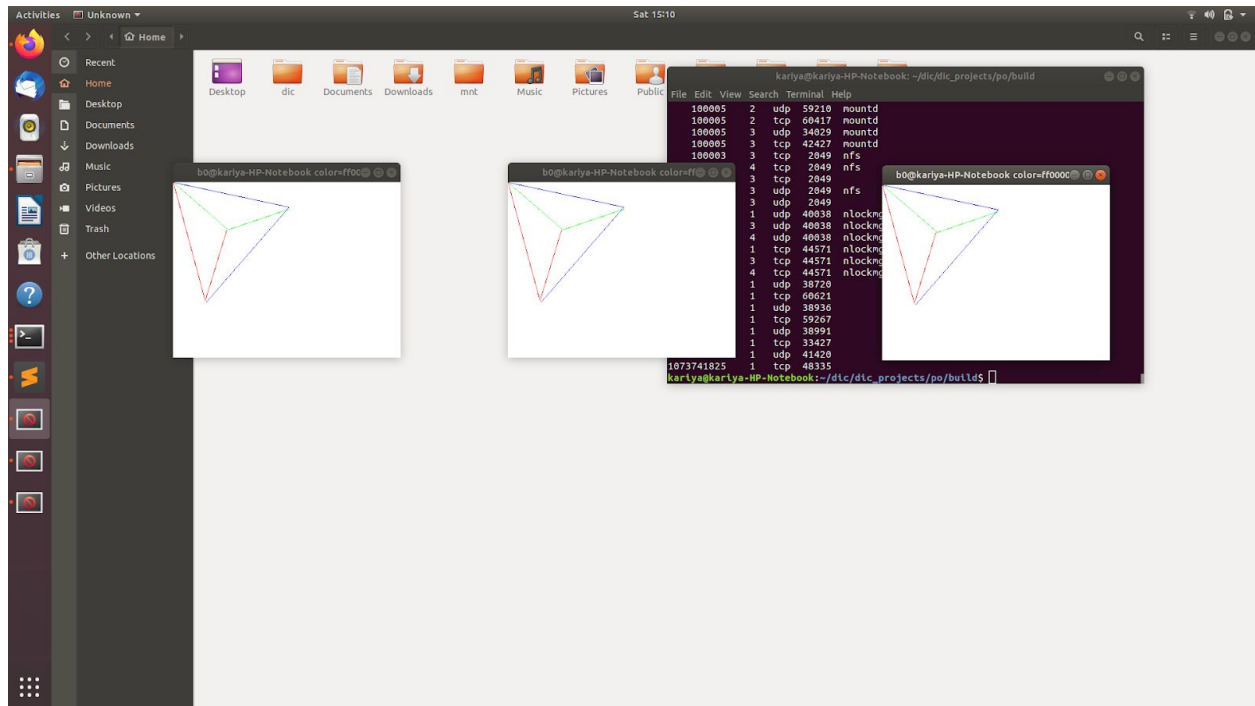 Activities Unknown Sat 15:10
Home
Recent
Home
Desktop
Documents
Downloads
Music
Pictures
Videos
Trash
Other Locations
Desktop dic Documents Downloads mnt Music Pictures Public
kariya@kariya-HP-Notebook: ~/dic/dic_projects/po/build
File Edit View Search Terminal Help
100005 2 udp 59210 mountd
100005 2 tcp 60417 mountd
100005 3 udp 34029 mountd
100005 3 tcp 42427 mountd
100003 3 tcp 2049 nfs
4 tcp 2049 nfs
3 tcp 2049
3 udp 2049 nfs
3 udp 2049
1 udp 40038 nlockmg
3 udp 40038 nlockmg
4 udp 40038 nlockmg
1 tcp 44571 nlockmg
3 tcp 44571 nlockmg
4 tcp 44571 nlockmg
1 udp 38720
1 tcp 60621
1 udp 38936
1 tcp 59267
1 udp 38991
1 tcp 33427
1 udp 41420
1073741825 1 tcp 48335
kariya@kariya-HP-Notebook:~/dic/dic_projects/po/build$
b0@kariya-HP-Notebook color=ff00
b0@kariya-HP-Notebook color=ff
b0@kariya-HP-Notebook color=ff0000